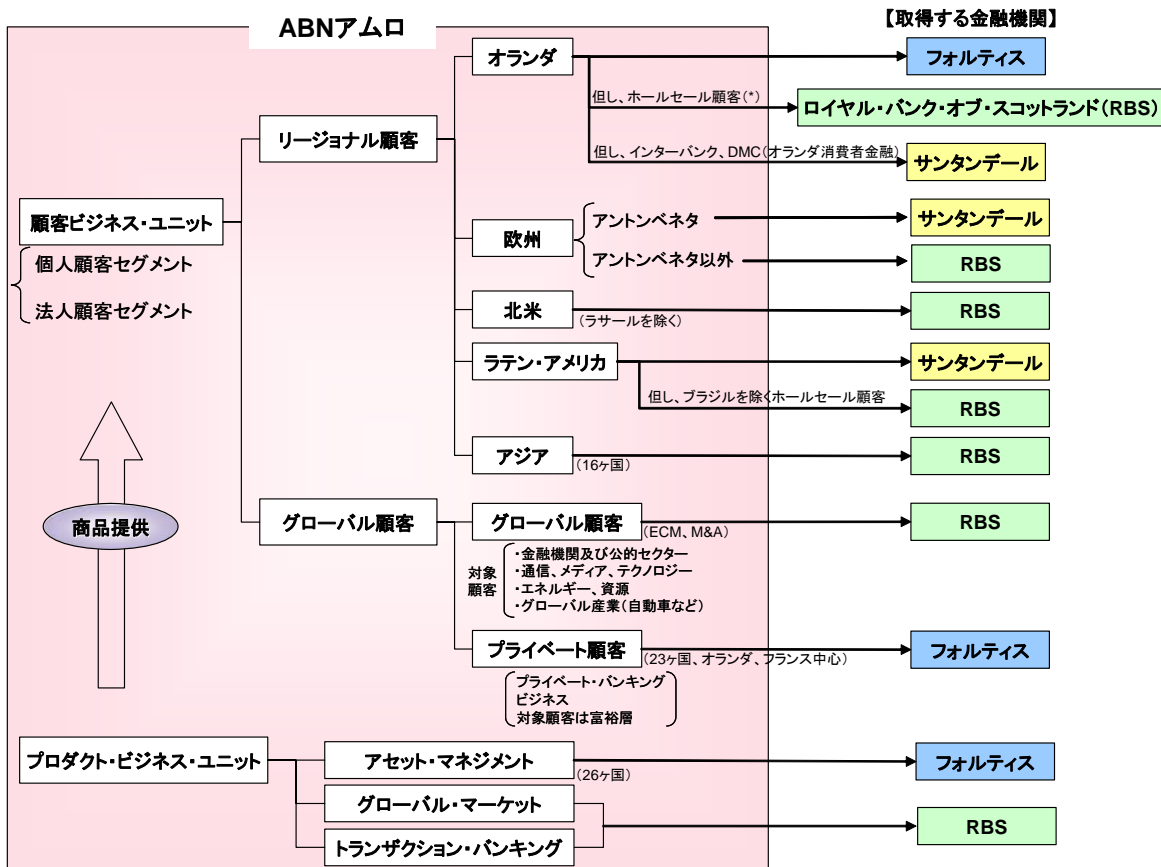 ABNアムロ
【取得する金融機関】
オランダ
フォルティス
但し、ホールセール顧客(*)
ロイヤル・バンク・オブ・スコットランド(RBS)
リージョナル顧客
但し、インターバンク、DMC(オランダ消費者金融)
サンタンデール
顧客ビジネス・ユニット
個人顧客セグメント
法人顧客セグメント
欧州
アントンベネタ
サンタンデール
アントンベネタ以外
RBS
北米
(ラサールを除く)
RBS
ラテン・アメリカ
サンタンデール
但し、ブラジルを除くホールセール顧客
RBS
アジア
(16ヶ国)
RBS
商品提供
グローバル顧客
グローバル顧客
(ECM, M&A)
RBS
対象
顧客
・金融機関及び公的セクター
・通信、メディア、テクノロジー
・エネルギー、資源
・グローバル産業(自動車など)
プライベート顧客
(23ヶ国、オランダ、フランス中心)
フォルティス
プライベート・バンキング
ビジネス
対象顧客は富裕層
プロダクト・ビジネス・ユニット
アセット・マネジメント
(26ヶ国)
フォルティス
グローバル・マーケット
トランザクション・バンキング
RBS